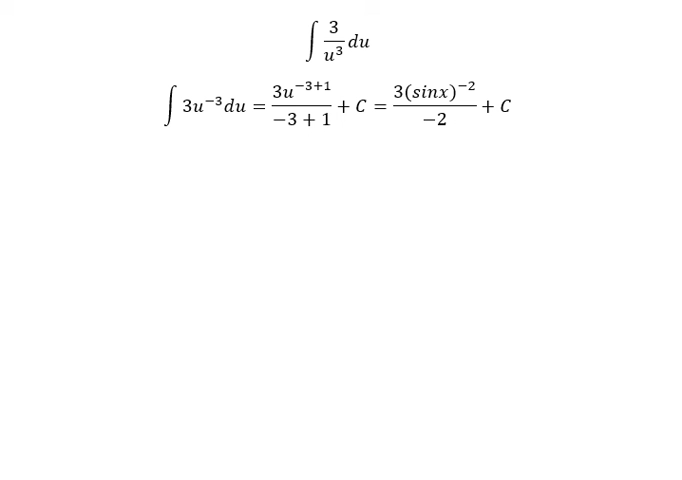 ∫ 3/u³ du
∫ 3u⁻³du = 3u⁻³⁺¹/(−3 + 1) + C = 3(sinx)⁻²/−2 + C